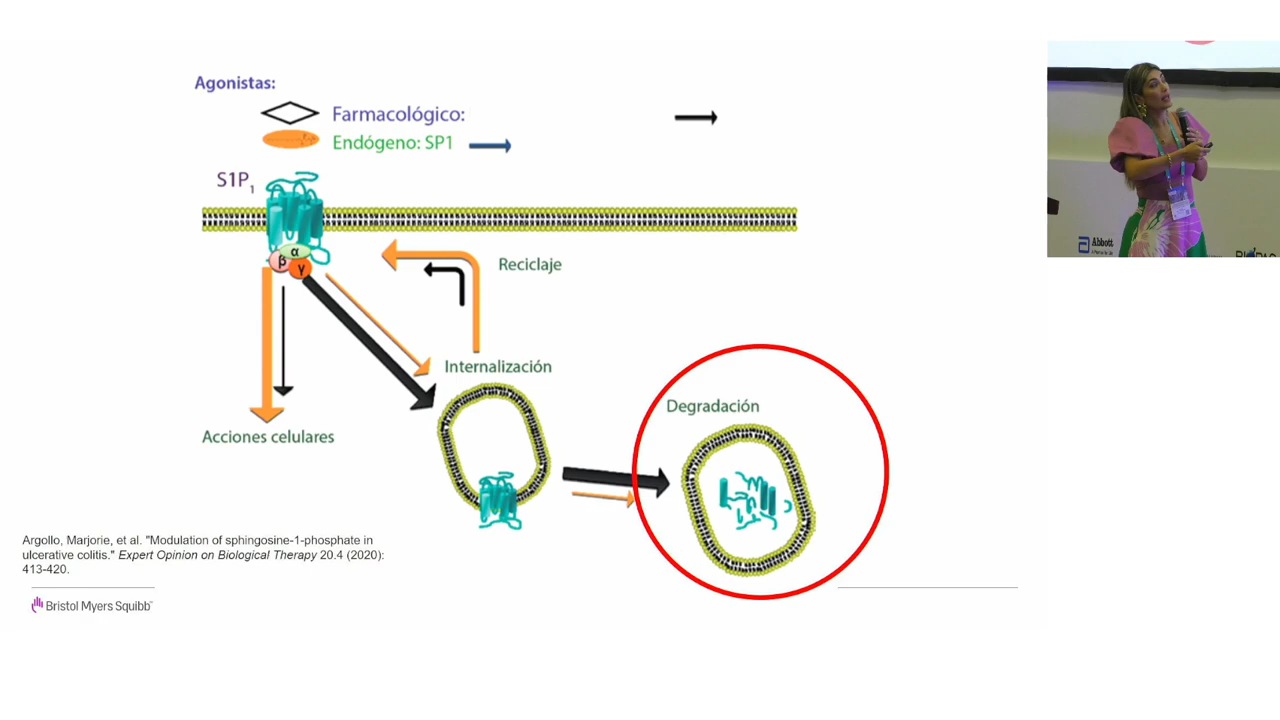 Agonistas:
Farmacológico:
Endógeno: SP1
S1P1
α
β
γ
Reciclaje
Internalización
Degradación
Acciones celulares
Argollo, Marjorie, et al. "Modulation of sphingosine-1-phosphate in
ulcerative colitis." Expert Opinion on Biological Therapy 20.4 (2020):
413-420.
Bristol Myers Squibb
Abbott